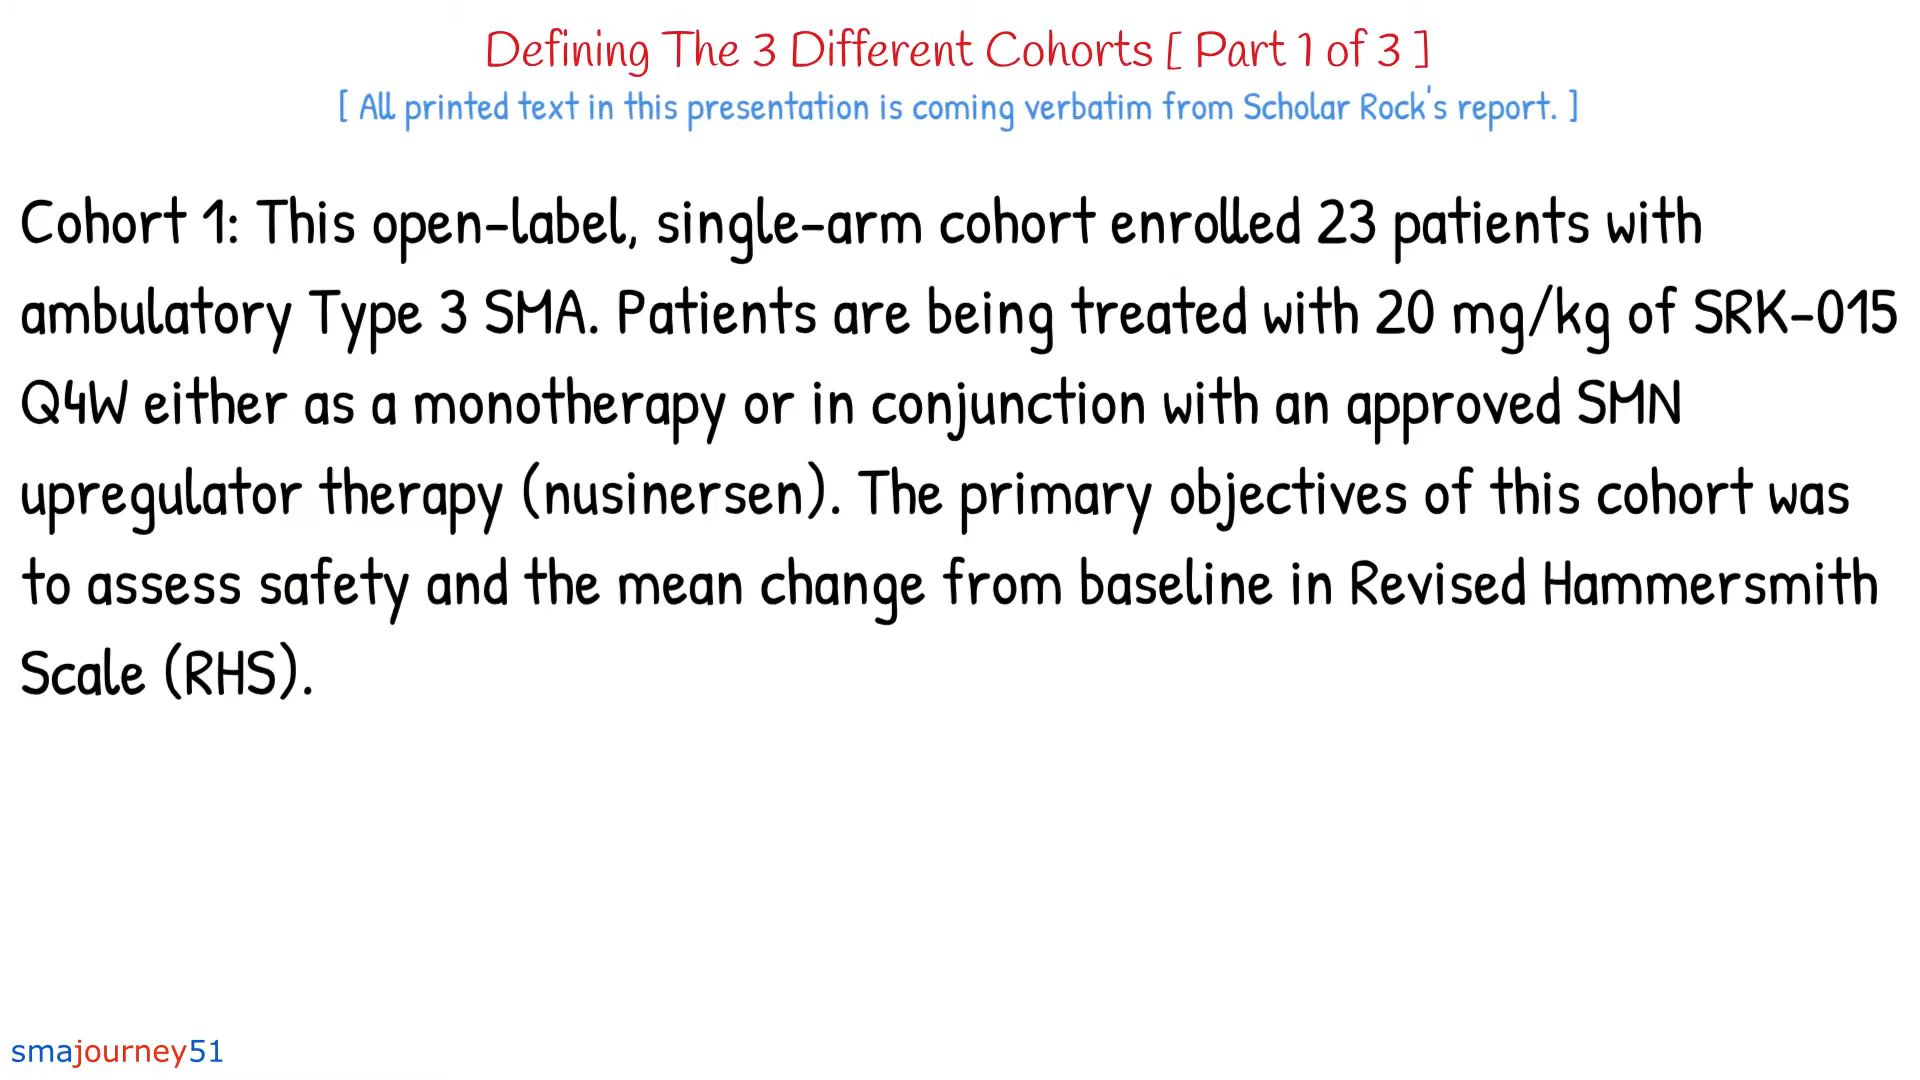 Defining The 3 Different Cohorts [ Part 1 of 3 ]
[ All printed text in this presentation is coming verbatim from Scholar Rock's report. ]
Cohort 1: This open-label, single-arm cohort enrolled 23 patients with
ambulatory Type 3 SMA. Patients are being treated with 20 mg/kg of SRK-015
Q4W either as a monotherapy or in conjunction with an approved SMN
upregulator therapy (nusinersen). The primary objectives of this cohort was
to assess safety and the mean change from baseline in Revised Hammersmith
Scale (RHS).
smajourney51